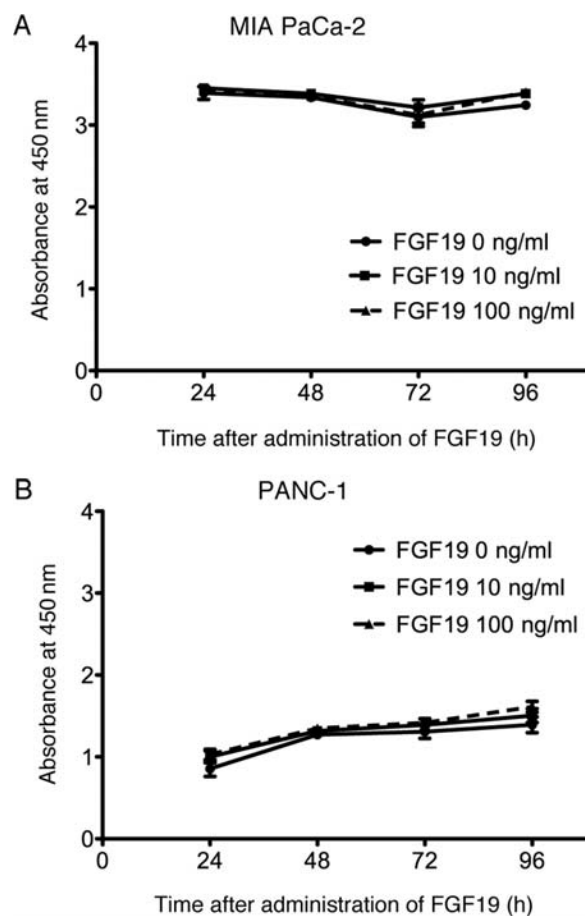 A
MIA PaCa-2
Absorbance at 450 nm
4
3
2
1
0
FGF19 0 ng/ml
FGF19 10 ng/ml
FGF19 100 ng/ml
0 24 48 72 96
Time after administration of FGF19 (h)
B
PANC-1
Absorbance at 450 nm
4
3
2
1
0
FGF19 0 ng/ml
FGF19 10 ng/ml
FGF19 100 ng/ml
0 24 48 72 96
Time after administration of FGF19 (h)